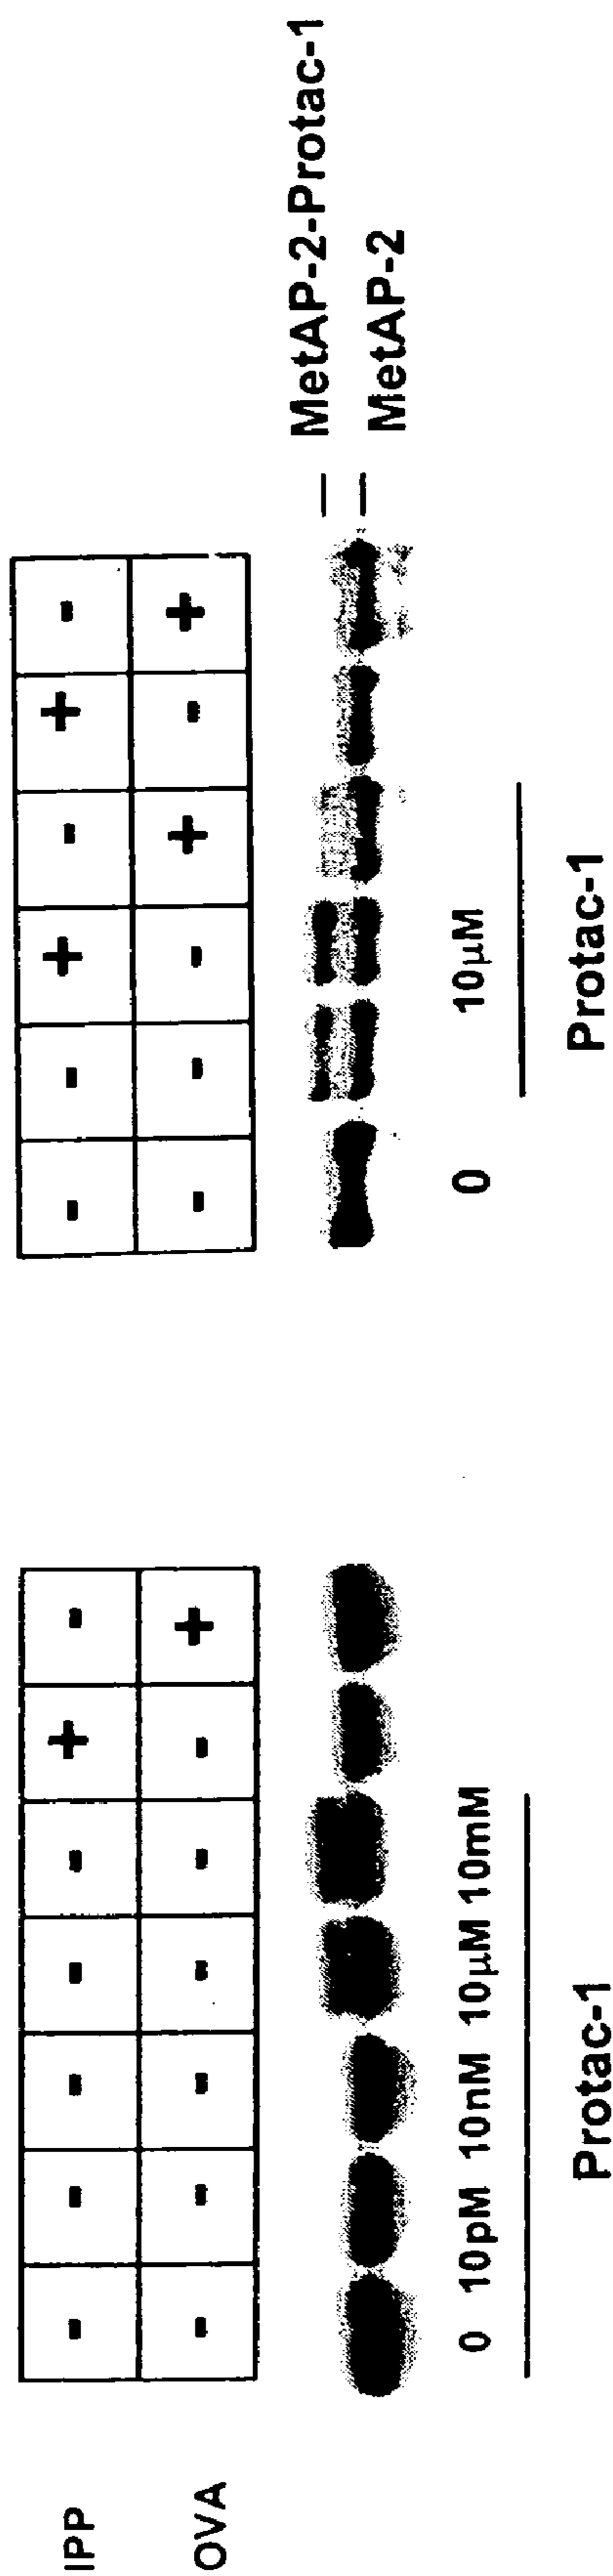 IPP - - - - - + - - - + - + -
OVA - - - - - - + - - - + - +
MetAP-2-Protac-1
MetAP-2
0 10pM 10nM 10µM 10mM 0 10µM
Protac-1 Protac-1